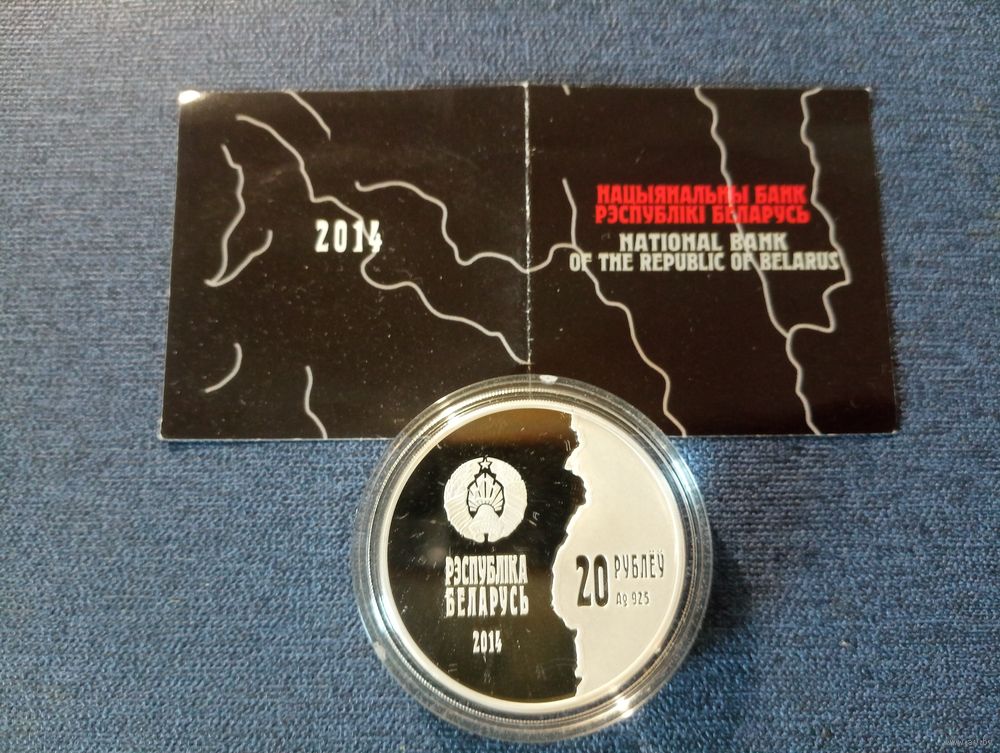 2014
НАЦЫЯНАЛЬНЫ БАНК
РЭСПУБЛІКІ БЕЛАРУСЬ
NATIONAL BANK
OF THE REPUBLIC OF BELARUS
РЭСПУБЛІКА
БЕЛАРУСЬ
2014
20 РУБЛЁЎ
Ag 925